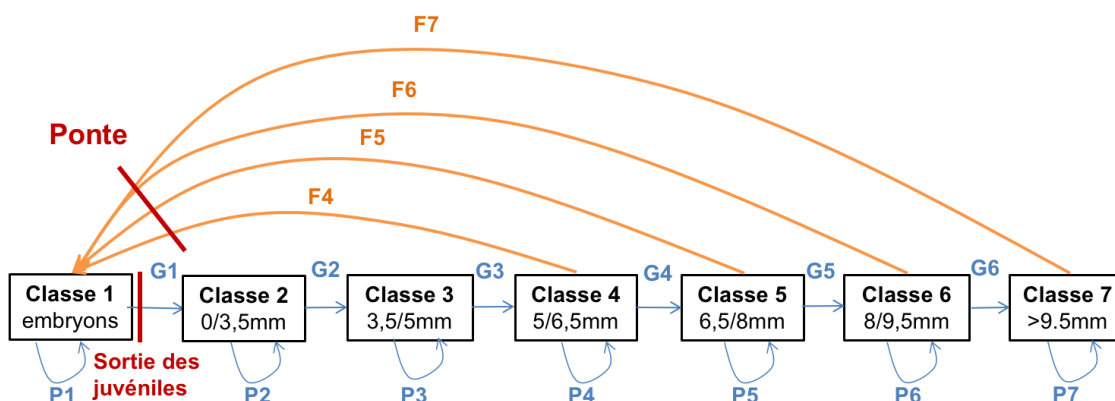 F7
F6
Ponte
F5
F4
G1
G2
G3
G4
G5
G6
Classe 1
embryons
Classe 2
0/3,5mm
Classe 3
3,5/5mm
Classe 4
5/6,5mm
Classe 5
6,5/8mm
Classe 6
8/9,5mm
Classe 7
>9.5mm
Sortie des
juvéniles
P1
P2
P3
P4
P5
P6
P7